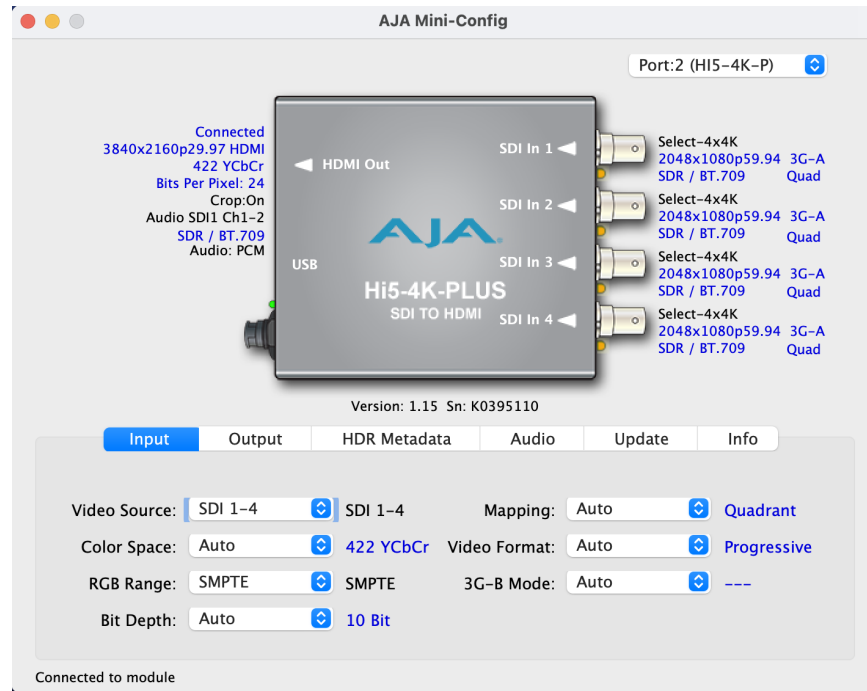 AJA Mini-Config
Port:2 (HI5-4K-P)
Connected
3840x2160p29.97 HDMI
422 YCbCr
Bits Per Pixel: 24
Crop:On
Audio SDI1 Ch1-2
SDR / BT.709
Audio: PCM
HDMI Out
USB
SDI In 1
SDI In 2
SDI In 3
SDI In 4
AJA
Hi5-4K-PLUS
SDI TO HDMI
Select-4x4K
2048x1080p59.94 3G-A
SDR / BT.709 Quad
Select-4x4K
2048x1080p59.94 3G-A
SDR / BT.709 Quad
Select-4x4K
2048x1080p59.94 3G-A
SDR / BT.709 Quad
Select-4x4K
2048x1080p59.94 3G-A
SDR / BT.709 Quad
Version: 1.15 Sn: K0395110
Input Output HDR Metadata Audio Update Info
Video Source: SDI 1-4 SDI 1-4 Mapping: Auto Quadrant
Color Space: Auto 422 YCbCr Video Format: Auto Progressive
RGB Range: SMPTE SMPTE 3G-B Mode: Auto ---
Bit Depth: Auto 10 Bit
Connected to module